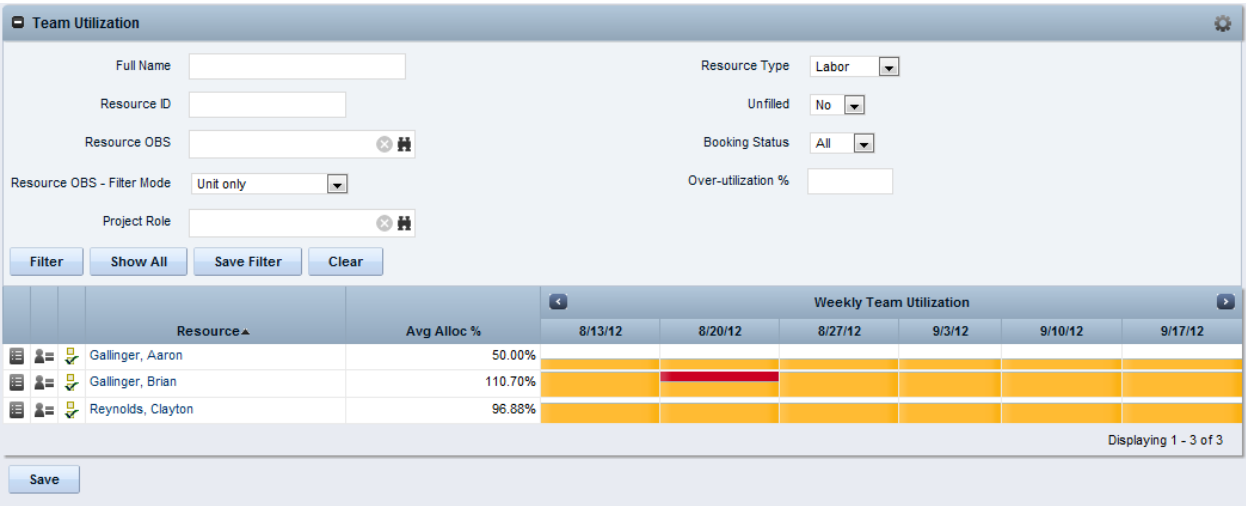 Team Utilization
Full Name
Resource Type Labor
Resource ID
Unfilled No
Resource OBS
Booking Status All
Resource OBS - Filter Mode Unit only
Over-utilization %
Project Role
Filter Show All Save Filter Clear
Weekly Team Utilization
Resource Avg Alloc % 8/13/12 8/20/12 8/27/12 9/3/12 9/10/12 9/17/12
Gallinger, Aaron 50.00%
Gallinger, Brian 110.70%
Reynolds, Clayton 96.88%
Displaying 1 - 3 of 3
Save